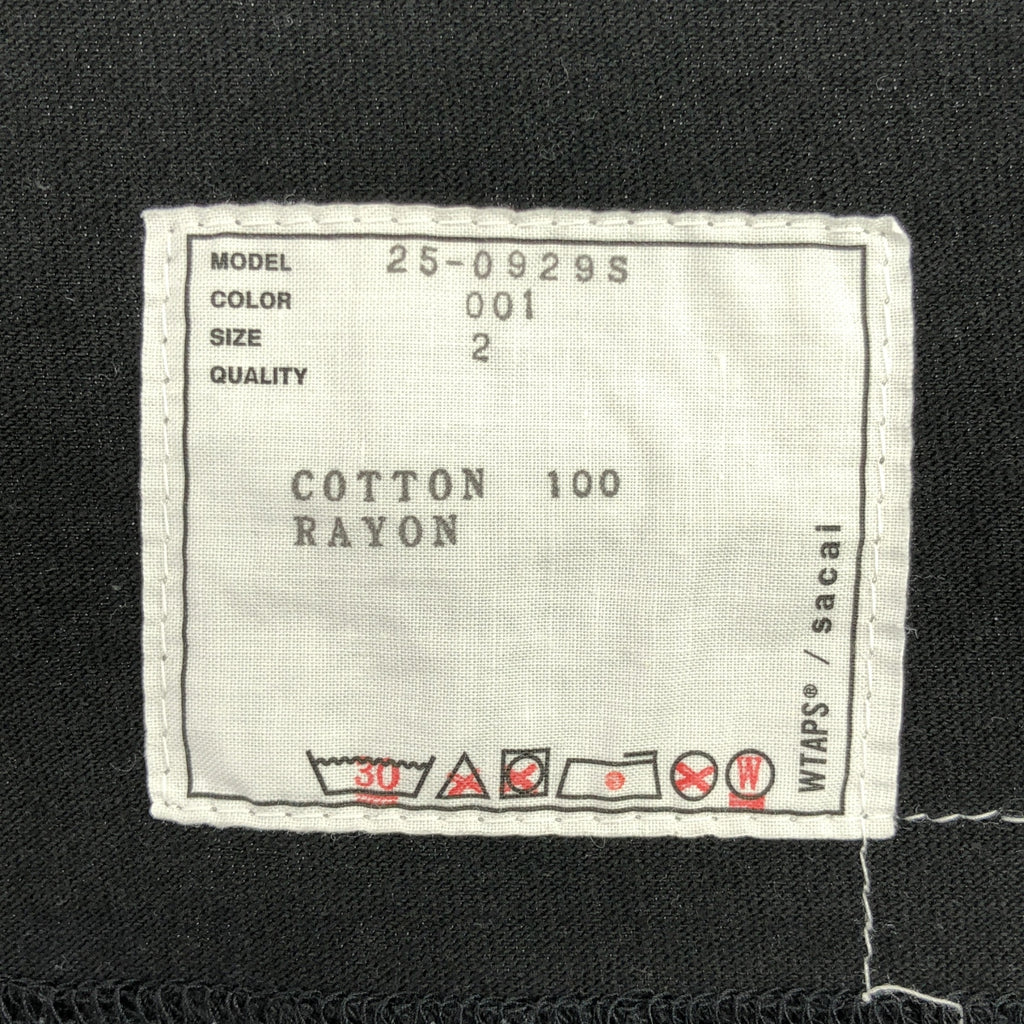 MODEL 25-0929S
COLOR 001
SIZE 2
QUALITY
COTTON 100
RAYON
WTAPS® / sacai
30
W